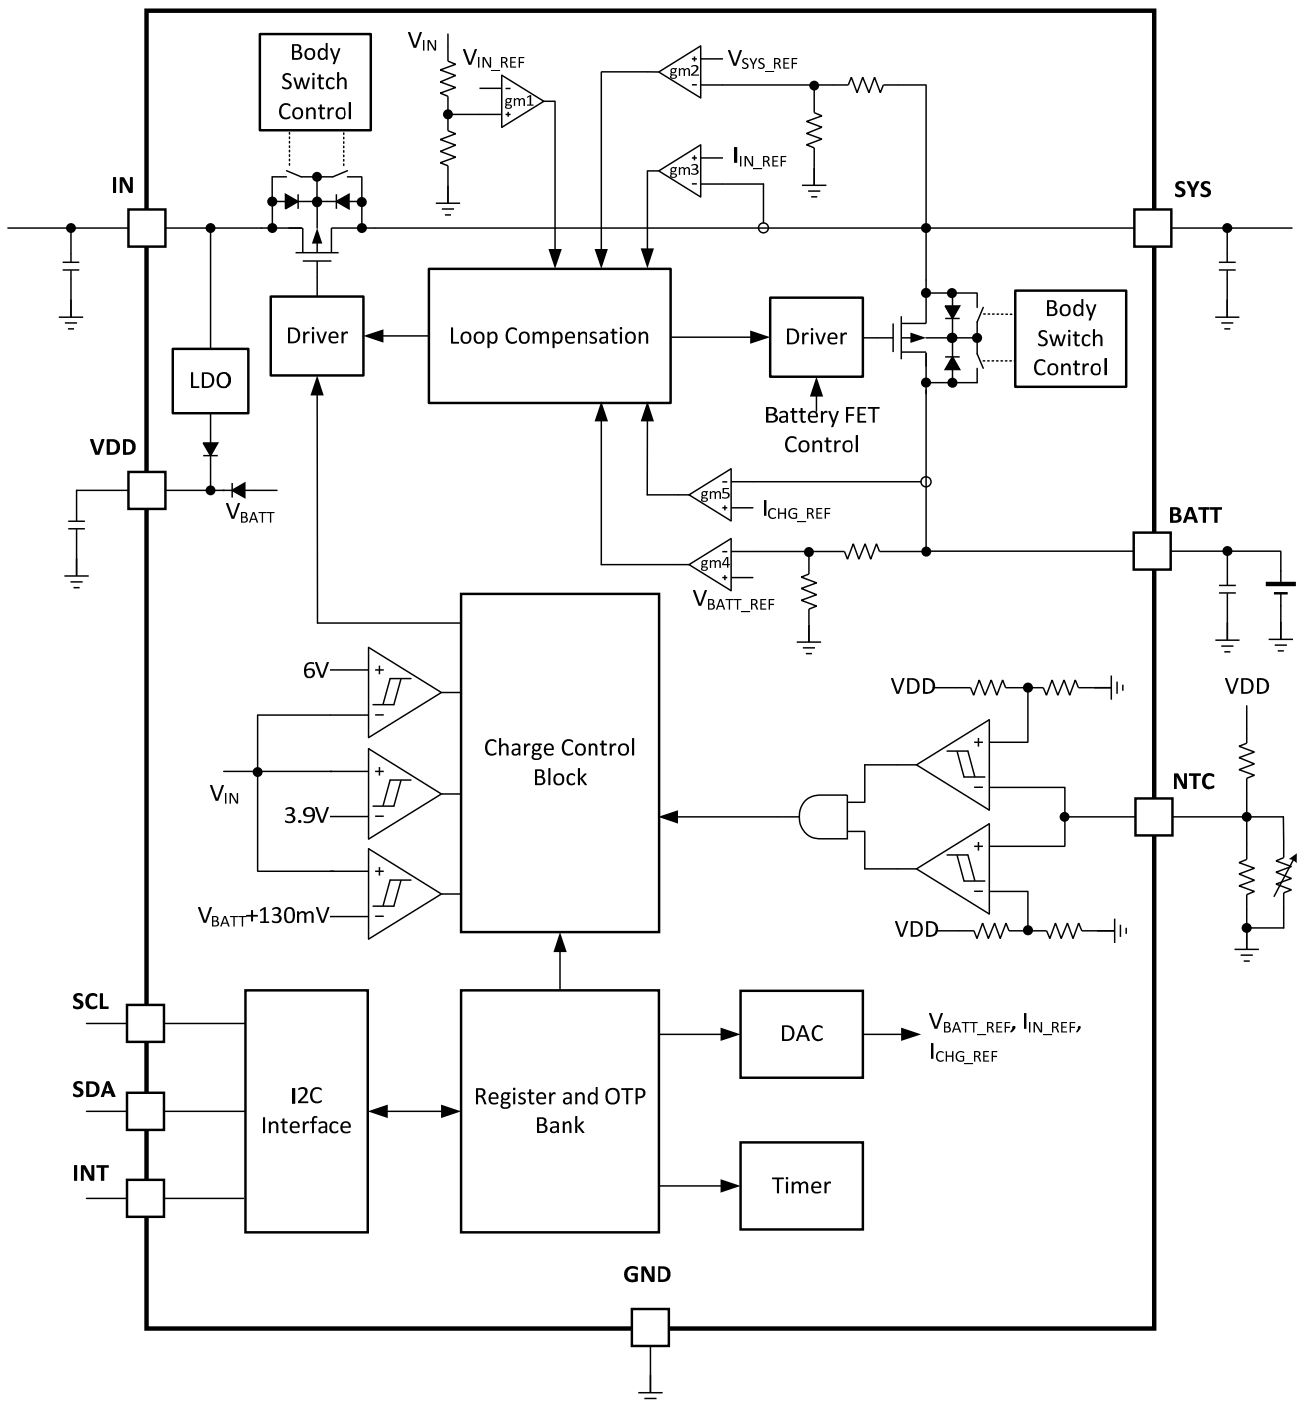 Body
Switch
Control
VIN
VIN_REF
-
gm1
+
+
gm2
-
VSYS_REF
+
gm3
-
IIN_REF
IN
SYS
Driver
Loop Compensation
Driver
Body
Switch
Control
LDO
Battery FET
Control
VDD
VBATT
-
gm5
+
ICHG_REF
BATT
-
gm4
+
VBATT_REF
6V
+
-
VDD
VDD
+
-
Charge Control
Block
VIN
+
-
3.9V
NTC
+
-
+
-
VBATT+130mV
VDD
SCL
SDA
INT
I2C
Interface
Register and OTP
Bank
DAC
VBATT_REF, IIN_REF,
ICHG_REF
Timer
GND